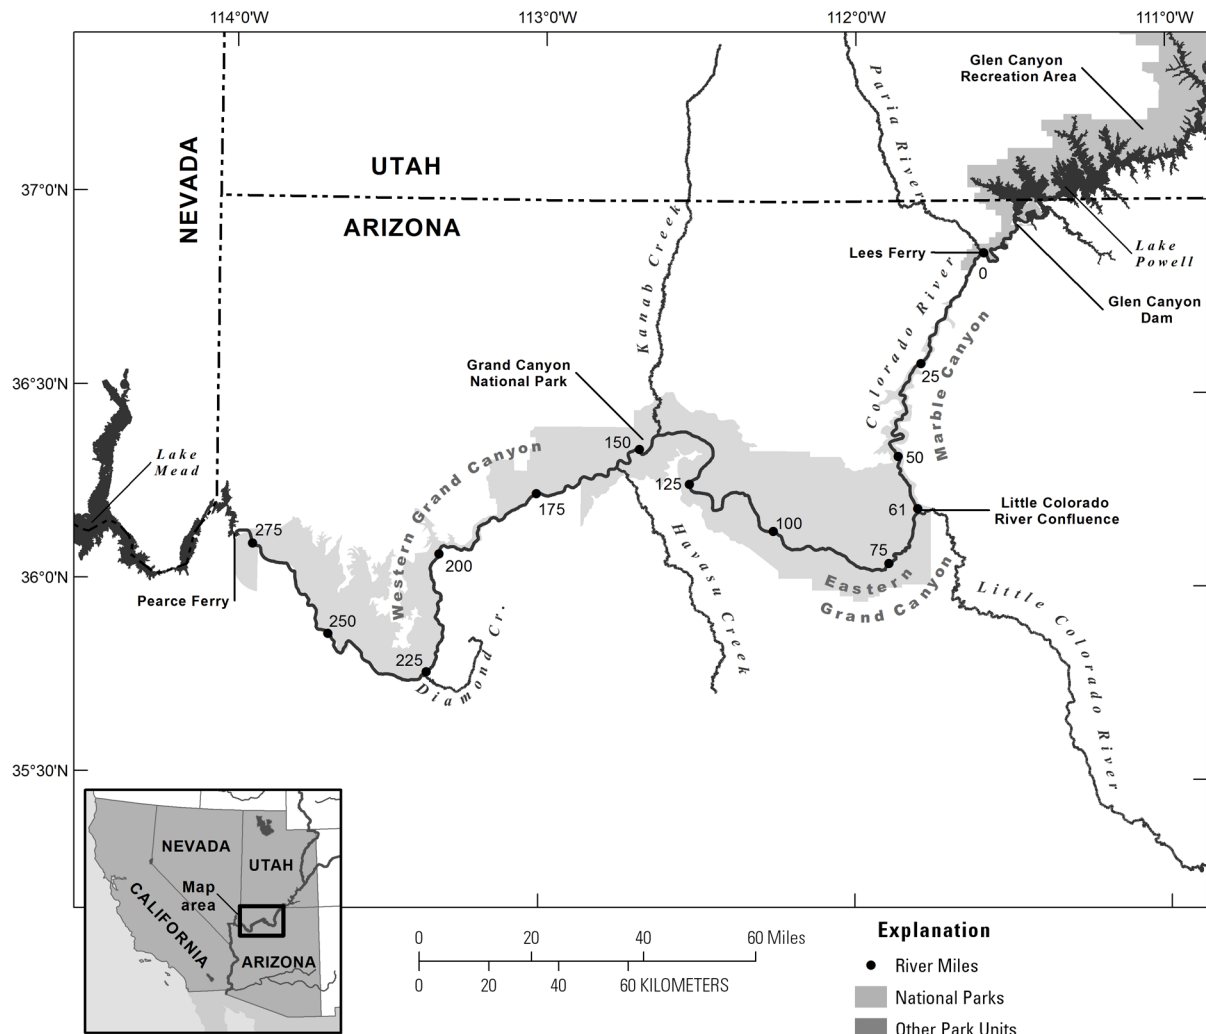 114°0'W
113°0'W
112°0'W
111°0'W
Glen Canyon
Recreation Area
Paria River
NEVADA
UTAH
37°0'N
ARIZONA
Kanab Creek
Lees Ferry
0
Lake
Powell
Glen Canyon
Dam
Colorado River
Marble Canyon
Grand Canyon
National Park
36°30'N
25
150
50
Lake
Mead
Western Grand Canyon
125
175
61
Little Colorado
River Confluence
100
275
75
200
36°0'N
Eastern
Grand Canyon
Pearce Ferry
Havasu Creek
250
Little Colorado River
225
Diamond Cr.
35°30'N
NEVADA
UTAH
Map
area
CALIFORNIA
ARIZONA
0 20 40 60 Miles
0 20 40 60 KILOMETERS
Explanation
River Miles
National Parks
Other Park Units